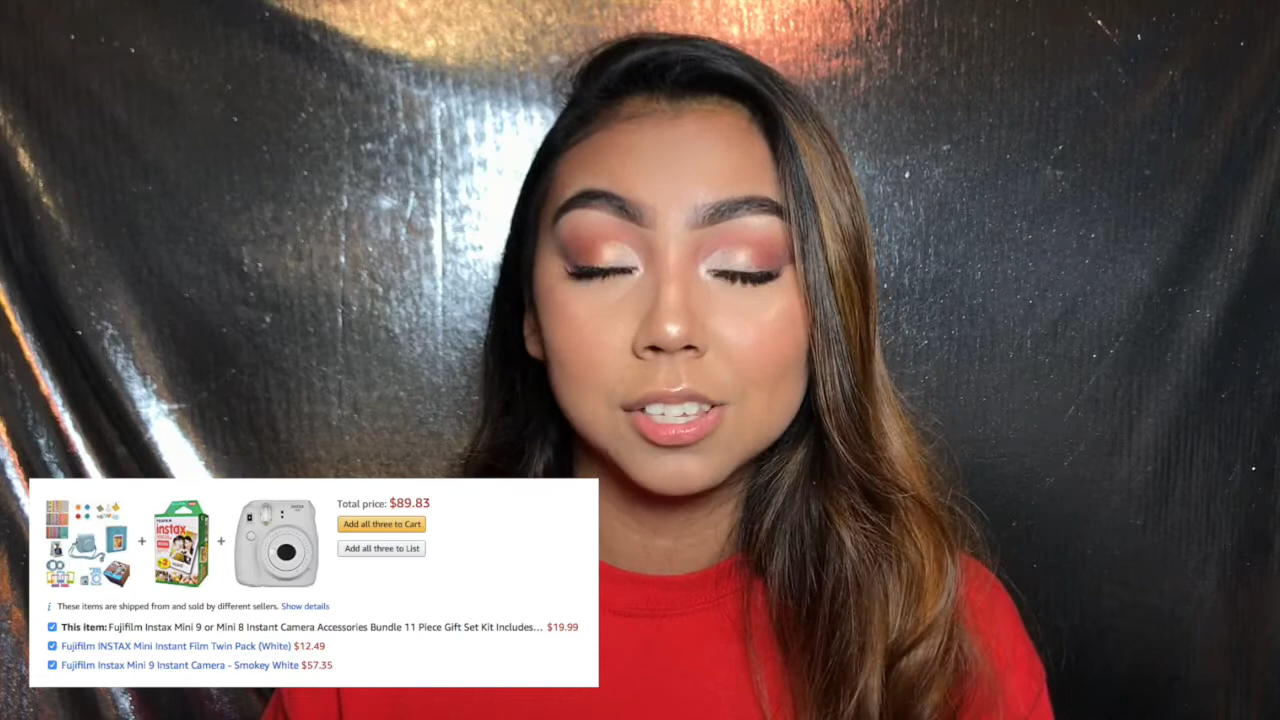 Total price: $89.83
Add all three to Cart
Add all three to List
instax
i These items are shipped from and sold by different sellers. Show details
This item: Fujifilm Instax Mini 9 or Mini 8 Instant Camera Accessories Bundle 11 Piece Gift Set Kit Includes... $19.99
Fujifilm INSTAX Mini Instant Film Twin Pack (White) $12.49
Fujifilm Instax Mini 9 Instant Camera - Smokey White $57.35